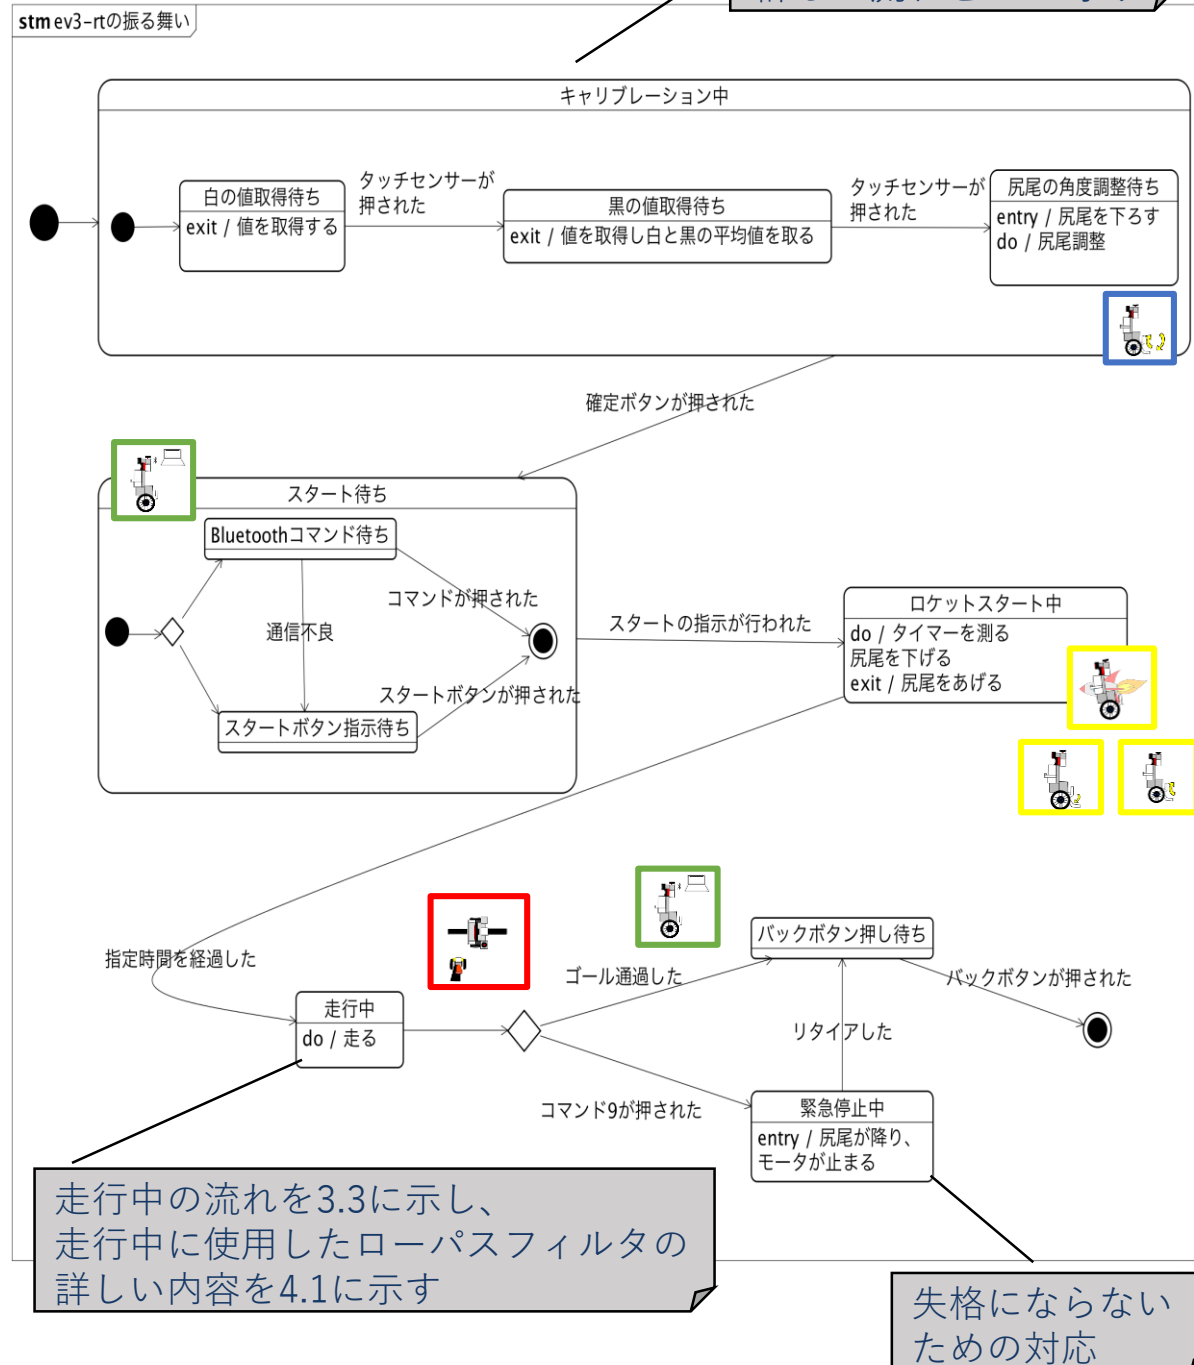 stm ev3-rtの振る舞い
キャリブレーション中
白の値取得待ち
exit / 値を取得する
タッチセンサーが
押された
黒の値取得待ち
exit / 値を取得し白と黒の平均値を取る
タッチセンサーが
押された
尻尾の角度調整待ち
entry / 尻尾を下ろす
do / 尻尾調整
確定ボタンが押された
スタート待ち
Bluetoothコマンド待ち
コマンドが押された
通信不良
スタートボタンが押された
スタートボタン指示待ち
スタートの指示が行われた
ロケットスタート中
do / タイマーを測る
尻尾を下げる
exit / 尻尾をあげる
指定時間を経過した
走行中
do / 走る
ゴール通過した
バックボタン押し待ち
バックボタンが押された
リタイアした
コマンド9が押された
緊急停止中
entry / 尻尾が降り、
モータが止まる
走行中の流れを3.3に示し、
走行中に使用したローパスフィルタの
詳しい内容を4.1に示す
失格にならない
ための対応